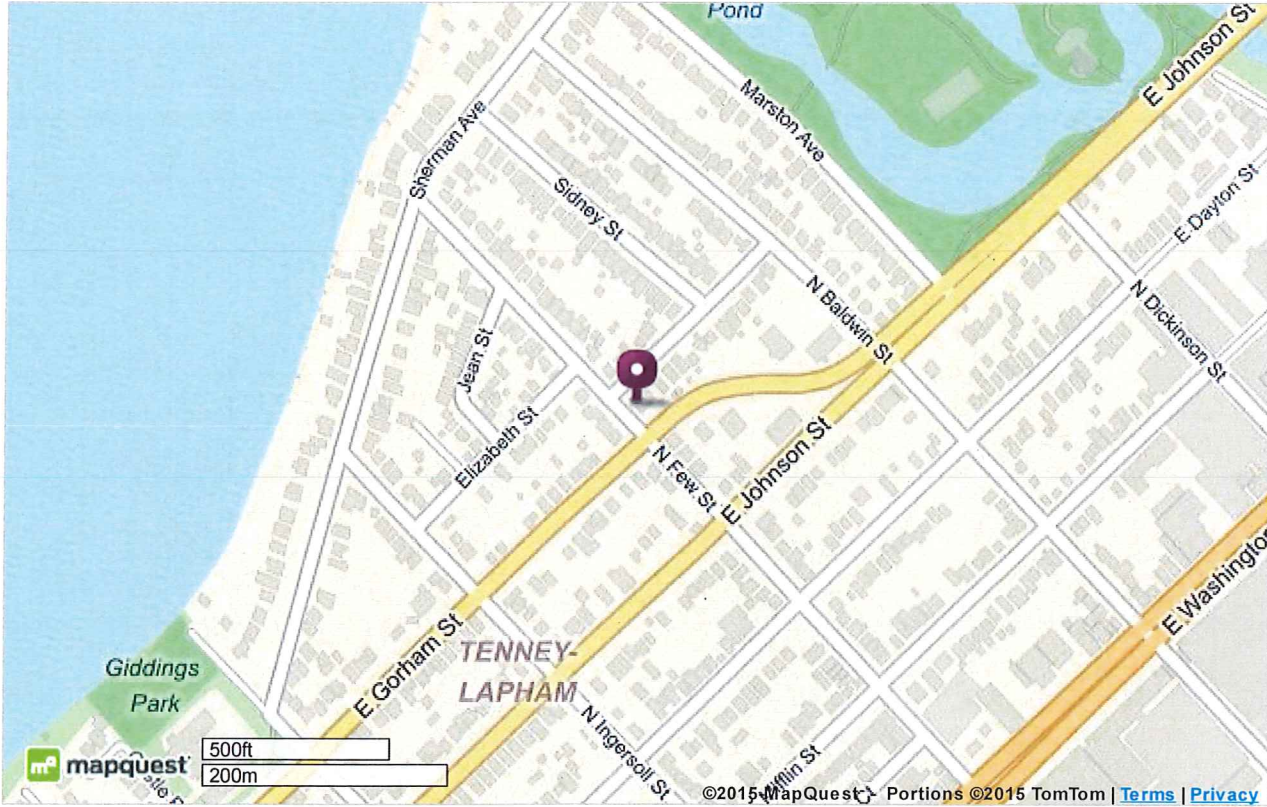 Pond
E Johnson St
Marston Ave
Sherman Ave
Sidney St
E Dayton St
N Baldwin St
N Dickinson St
Jean St
Elizabeth St
N Few St
E Johnson St
E Washington
E Gorham St
TENNEY-
LAPHAM
Giddings
Park
N Ingersoll St
500ft
200m
mapquest
©2015 MapQuest Portions ©2015 TomTom | Terms | Privacy